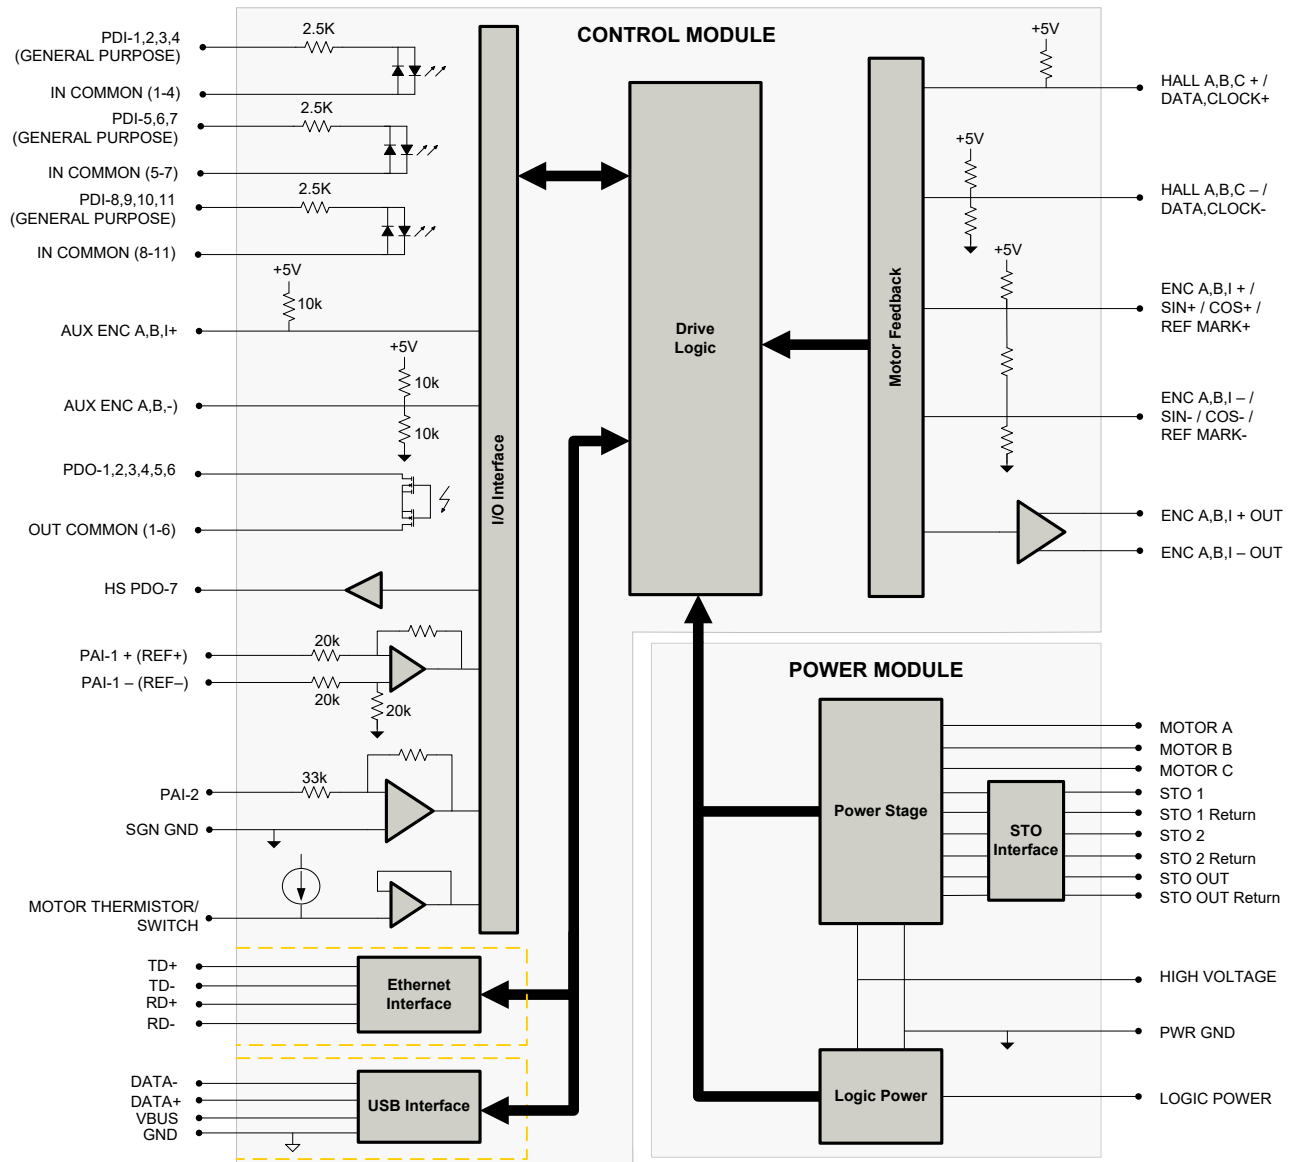 CONTROL MODULE
PDI-1,2,3,4
(GENERAL PURPOSE)
2.5K
IN COMMON (1-4)
PDI-5,6,7
(GENERAL PURPOSE)
2.5K
IN COMMON (5-7)
PDI-8,9,10,11
(GENERAL PURPOSE)
2.5K
IN COMMON (8-11)
+5V
10k
AUX ENC A,B,I+
+5V
10k
AUX ENC A,B,-)
10k
PDO-1,2,3,4,5,6
OUT COMMON (1-6)
HS PDO-7
PAI-1 + (REF+)
20k
PAI-1 – (REF–)
20k
20k
PAI-2
33k
SGN GND
MOTOR THERMISTOR/
SWITCH
I/O Interface
TD+
TD-
RD+
RD-
Ethernet
Interface
DATA-
DATA+
VBUS
GND
USB Interface
Drive
Logic
Motor Feedback
+5V
HALL A,B,C + /
DATA,CLOCK+
+5V
HALL A,B,C – /
DATA,CLOCK-
+5V
ENC A,B,I + /
SIN+ / COS+ /
REF MARK+
ENC A,B,I – /
SIN- / COS- /
REF MARK-
ENC A,B,I + OUT
ENC A,B,I – OUT
POWER MODULE
Power Stage
STO
Interface
MOTOR A
MOTOR B
MOTOR C
STO 1
STO 1 Return
STO 2
STO 2 Return
STO OUT
STO OUT Return
HIGH VOLTAGE
PWR GND
Logic Power
LOGIC POWER